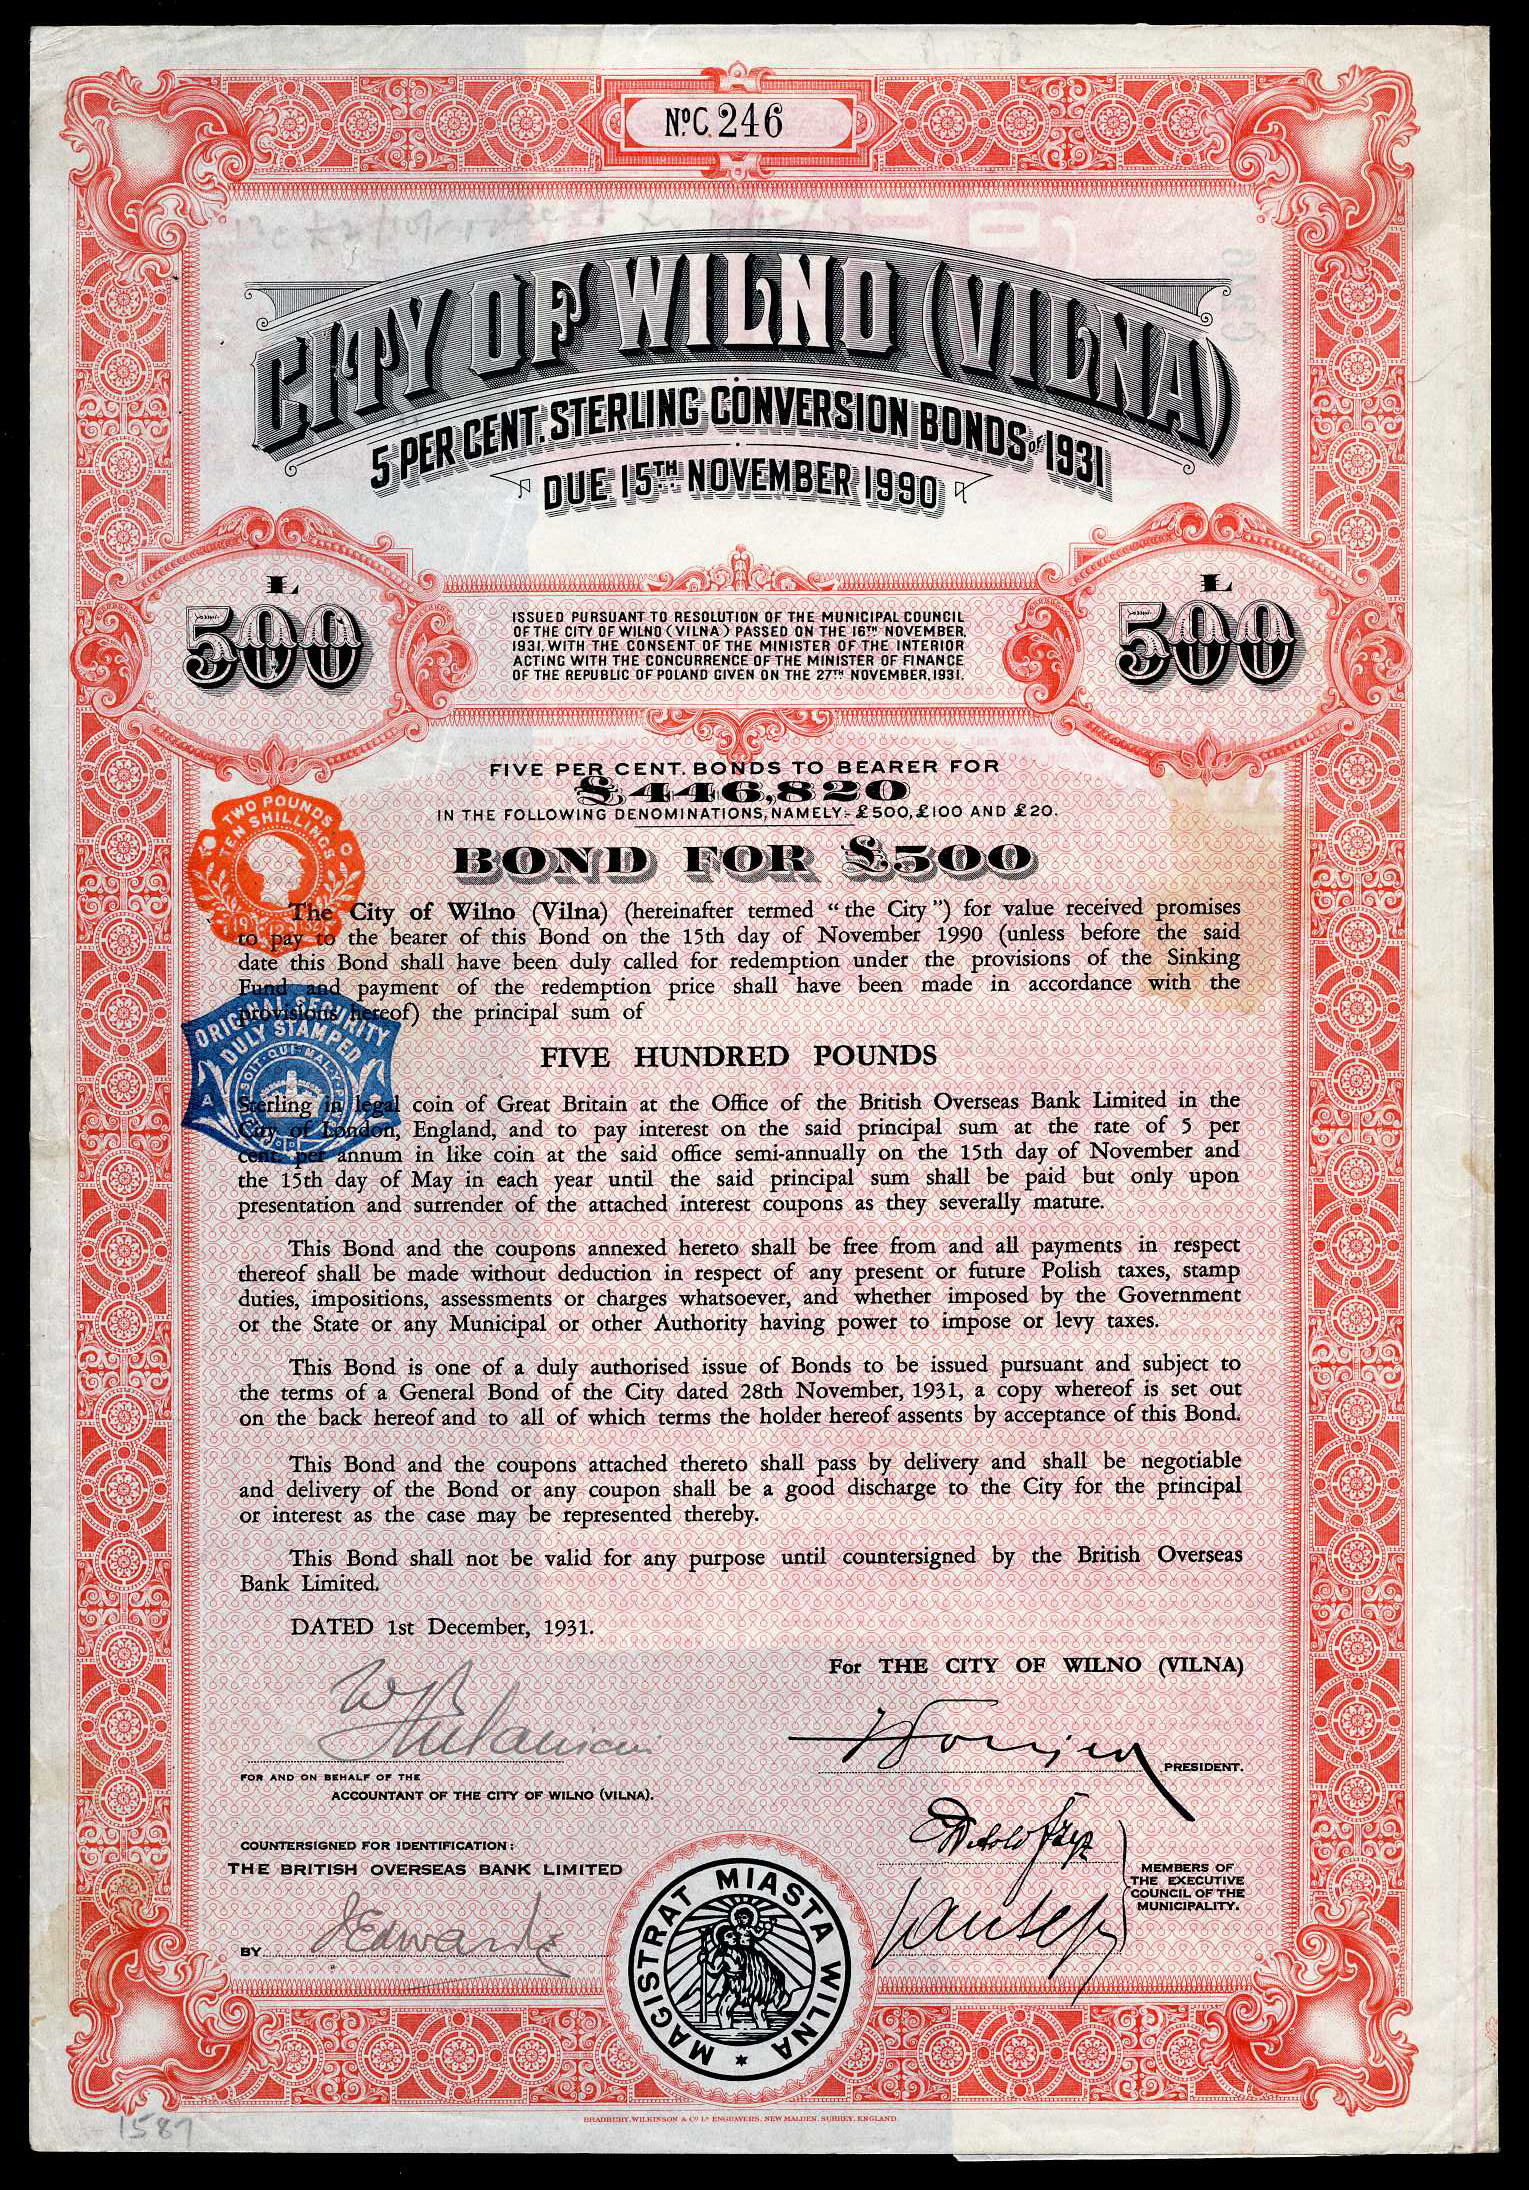 NºC. 246
CITY OF WILNO (VILNA)
5 PER CENT. STERLING CONVERSION BONDS OF 1931
DUE 15TH NOVEMBER 1990
L
500
L
500
ISSUED PURSUANT TO RESOLUTION OF THE MUNICIPAL COUNCIL
OF THE CITY OF WILNO (VILNA) PASSED ON THE 16TH NOVEMBER,
1931, WITH THE CONSENT OF THE MINISTER OF THE INTERIOR
ACTING WITH THE CONCURRENCE OF THE MINISTER OF FINANCE
OF THE REPUBLIC OF POLAND GIVEN ON THE 27TH NOVEMBER, 1931.
FIVE PER CENT. BONDS TO BEARER FOR
£446,820
IN THE FOLLOWING DENOMINATIONS, NAMELY:- £500, £100 AND £20.
BOND FOR £500
TWO POUNDS
TEN SHILLINGS
The City of Wilno (Vilna) (hereinafter termed “the City”) for value received promises
to pay to the bearer of this Bond on the 15th day of November 1990 (unless before the said
date this Bond shall have been duly called for redemption under the provisions of the Sinking
Fund and payment of the redemption price shall have been made in accordance with the
provisions hereof) the principal sum of
ORIGINAL SECURITY
DULY STAMPED
SOIT QUI MAL Y
A
FIVE HUNDRED POUNDS
Sterling in legal coin of Great Britain at the Office of the British Overseas Bank Limited in the
City of London, England, and to pay interest on the said principal sum at the rate of 5 per
cent. per annum in like coin at the said office semi-annually on the 15th day of November and
the 15th day of May in each year until the said principal sum shall be paid but only upon
presentation and surrender of the attached interest coupons as they severally mature.
This Bond and the coupons annexed hereto shall be free from and all payments in respect
thereof shall be made without deduction in respect of any present or future Polish taxes, stamp
duties, impositions, assessments or charges whatsoever, and whether imposed by the Government
or the State or any Municipal or other Authority having power to impose or levy taxes.
This Bond is one of a duly authorised issue of Bonds to be issued pursuant and subject to
the terms of a General Bond of the City dated 28th November, 1931, a copy whereof is set out
on the back hereof and to all of which terms the holder hereof assents by acceptance of this Bond.
This Bond and the coupons attached thereto shall pass by delivery and shall be negotiable
and delivery of the Bond or any coupon shall be a good discharge to the City for the principal
or interest as the case may be represented thereby.
This Bond shall not be valid for any purpose until countersigned by the British Overseas
Bank Limited.
DATED 1st December, 1931.
For THE CITY OF WILNO (VILNA)
PRESIDENT.
FOR AND ON BEHALF OF THE
ACCOUNTANT OF THE CITY OF WILNO (VILNA).
COUNTERSIGNED FOR IDENTIFICATION:
THE BRITISH OVERSEAS BANK LIMITED
BY JEdwards
MEMBERS OF
THE EXECUTIVE
COUNCIL OF THE
MUNICIPALITY.
MAGISTRAT MIASTA WILNA
BRADBURY, WILKINSON & Cº Lᴰ ENGRAVERS, NEW MALDEN, SURREY, ENGLAND
1587